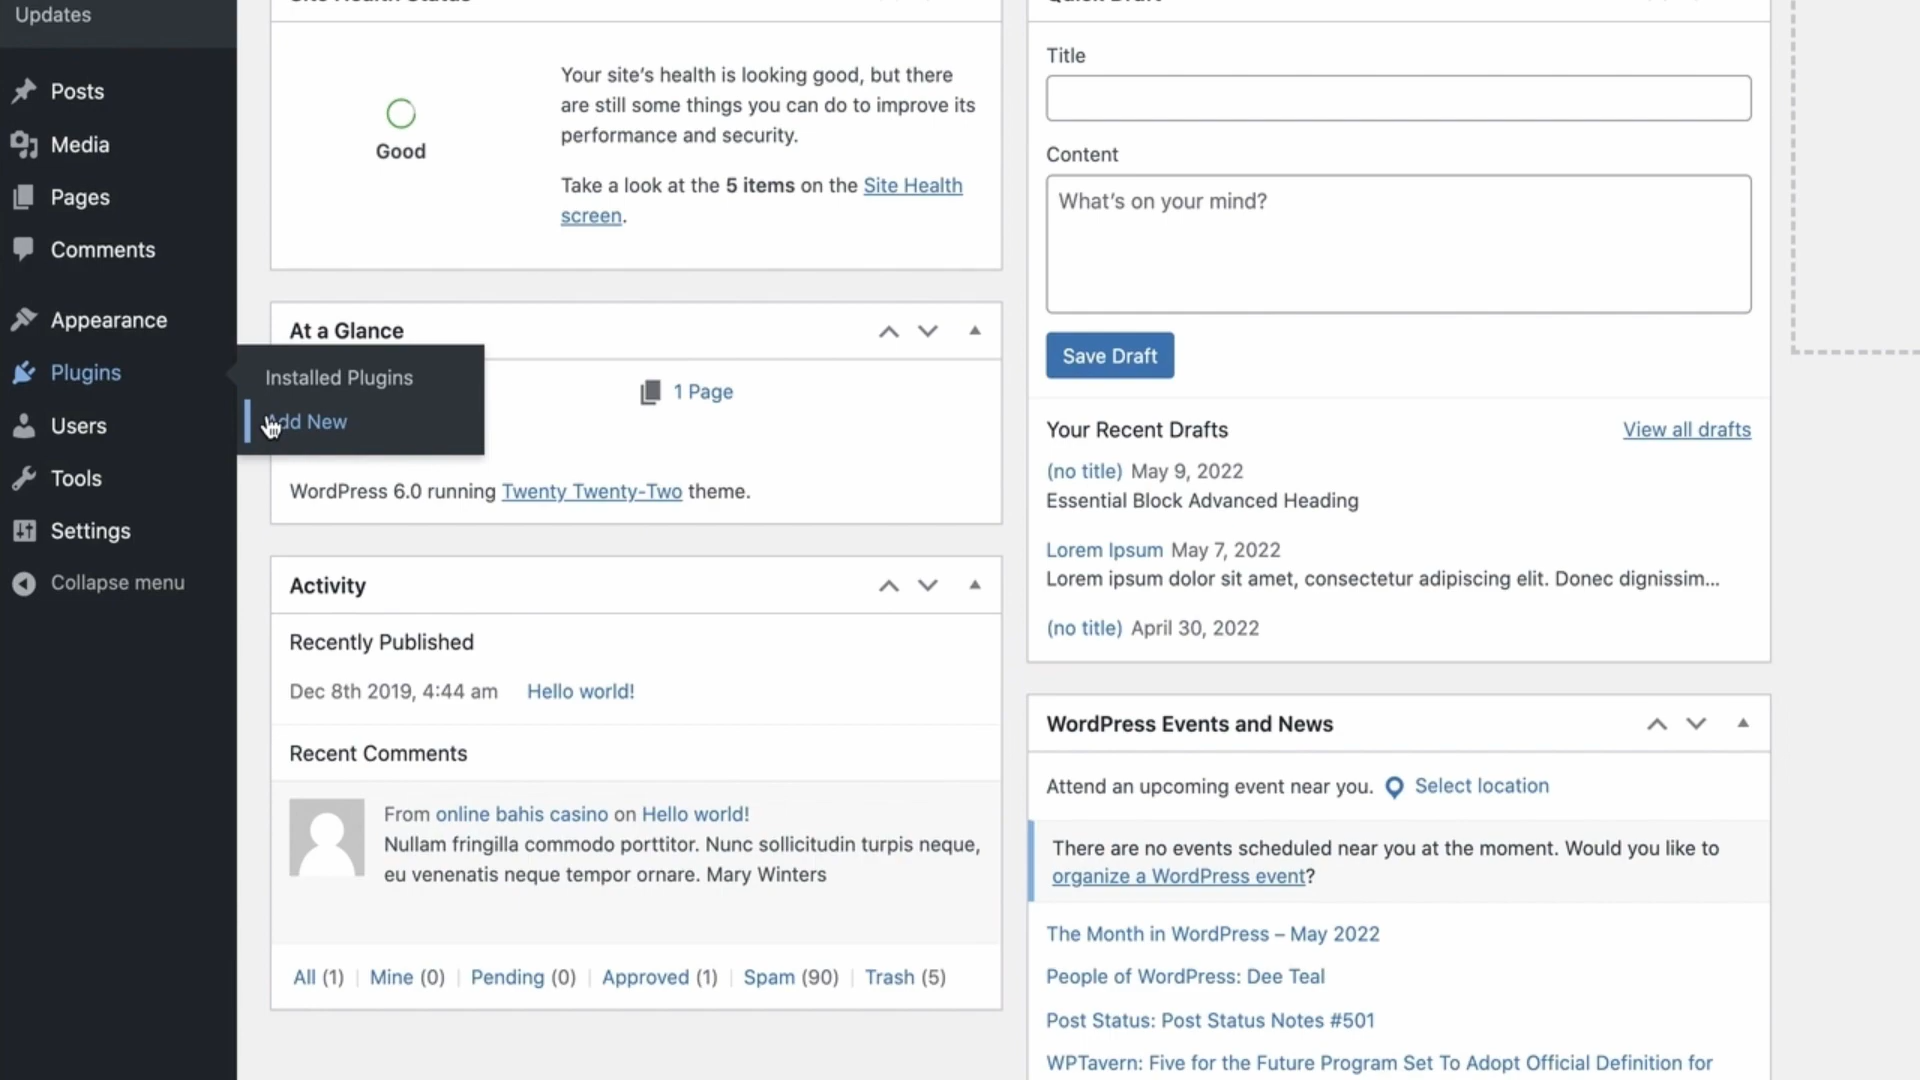 Updates
Posts
Media
Pages
Comments
Appearance
Plugins
Users
Tools
Settings
Collapse menu
Installed Plugins
Add New
Site Health Status
Good
Your site's health is looking good, but there
are still some things you can do to improve its
performance and security.
Take a look at the 5 items on the Site Health
screen.
At a Glance
1 Page
WordPress 6.0 running Twenty Twenty-Two theme.
Activity
Recently Published
Dec 8th 2019, 4:44 am Hello world!
Recent Comments
From online bahis casino on Hello world!
Nullam fringilla commodo porttitor. Nunc sollicitudin turpis neque,
eu venenatis neque tempor ornare. Mary Winters
All (1) | Mine (0) | Pending (0) | Approved (1) | Spam (90) | Trash (5)
Quick Draft
Title
Content
What's on your mind?
Save Draft
Your Recent Drafts View all drafts
(no title) May 9, 2022
Essential Block Advanced Heading
Lorem Ipsum May 7, 2022
Lorem ipsum dolor sit amet, consectetur adipiscing elit. Donec dignissim...
(no title) April 30, 2022
WordPress Events and News
Attend an upcoming event near you. Select location
There are no events scheduled near you at the moment. Would you like to
organize a WordPress event?
The Month in WordPress – May 2022
People of WordPress: Dee Teal
Post Status: Post Status Notes #501
WPTavern: Five for the Future Program Set To Adopt Official Definition for